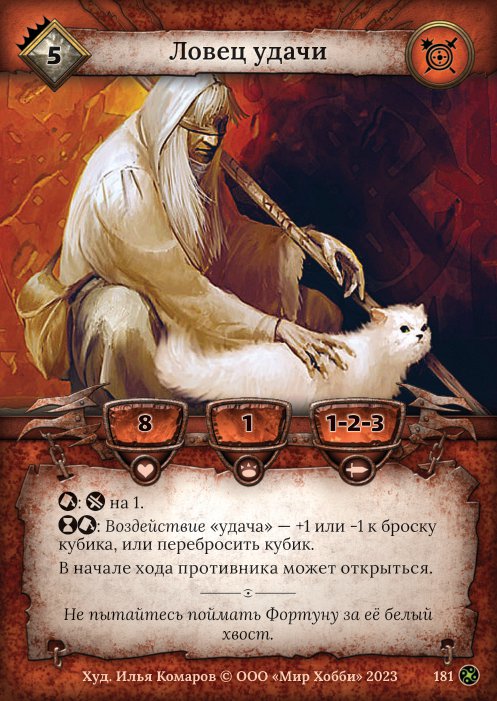 5
Ловец удачи
8
1
1-2-3
: на 1.
: Воздействие «удача» — +1 или -1 к броску
кубика, или перебросить кубик.
В начале хода противника может открыться.
Не пытайтесь поймать Фортуну за её белый
хвост.
Худ. Илья Комаров © ООО «Мир Хобби» 2023
181